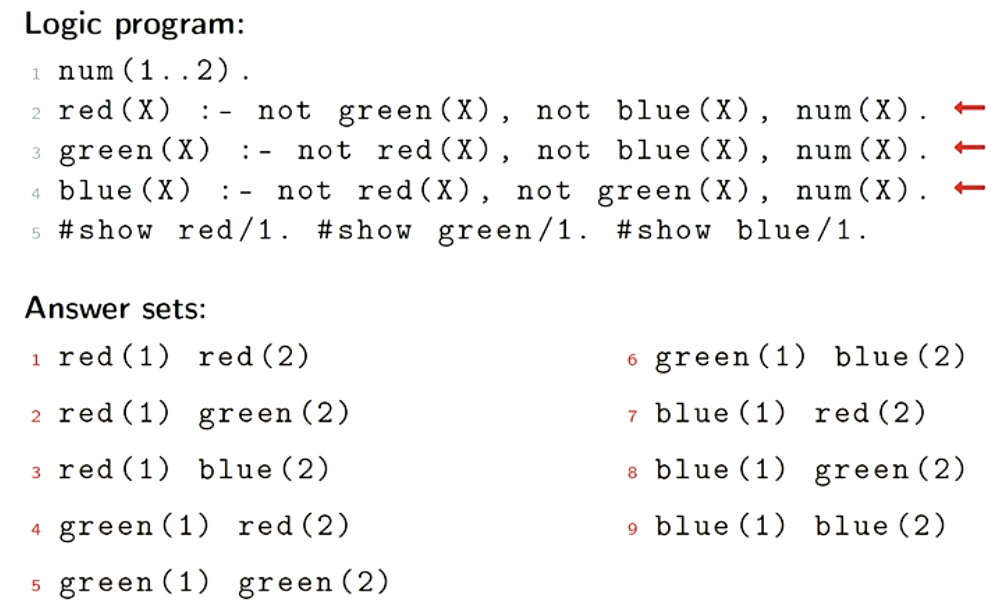 Logic program:
1 num(1..2).
2 red(X) :- not green(X), not blue(X), num(X). ←
3 green(X) :- not red(X), not blue(X), num(X). ←
4 blue(X) :- not red(X), not green(X), num(X). ←
5 #show red/1. #show green/1. #show blue/1.
Answer sets:
1 red(1) red(2)
2 red(1) green(2)
3 red(1) blue(2)
4 green(1) red(2)
5 green(1) green(2)
6 green(1) blue(2)
7 blue(1) red(2)
8 blue(1) green(2)
9 blue(1) blue(2)